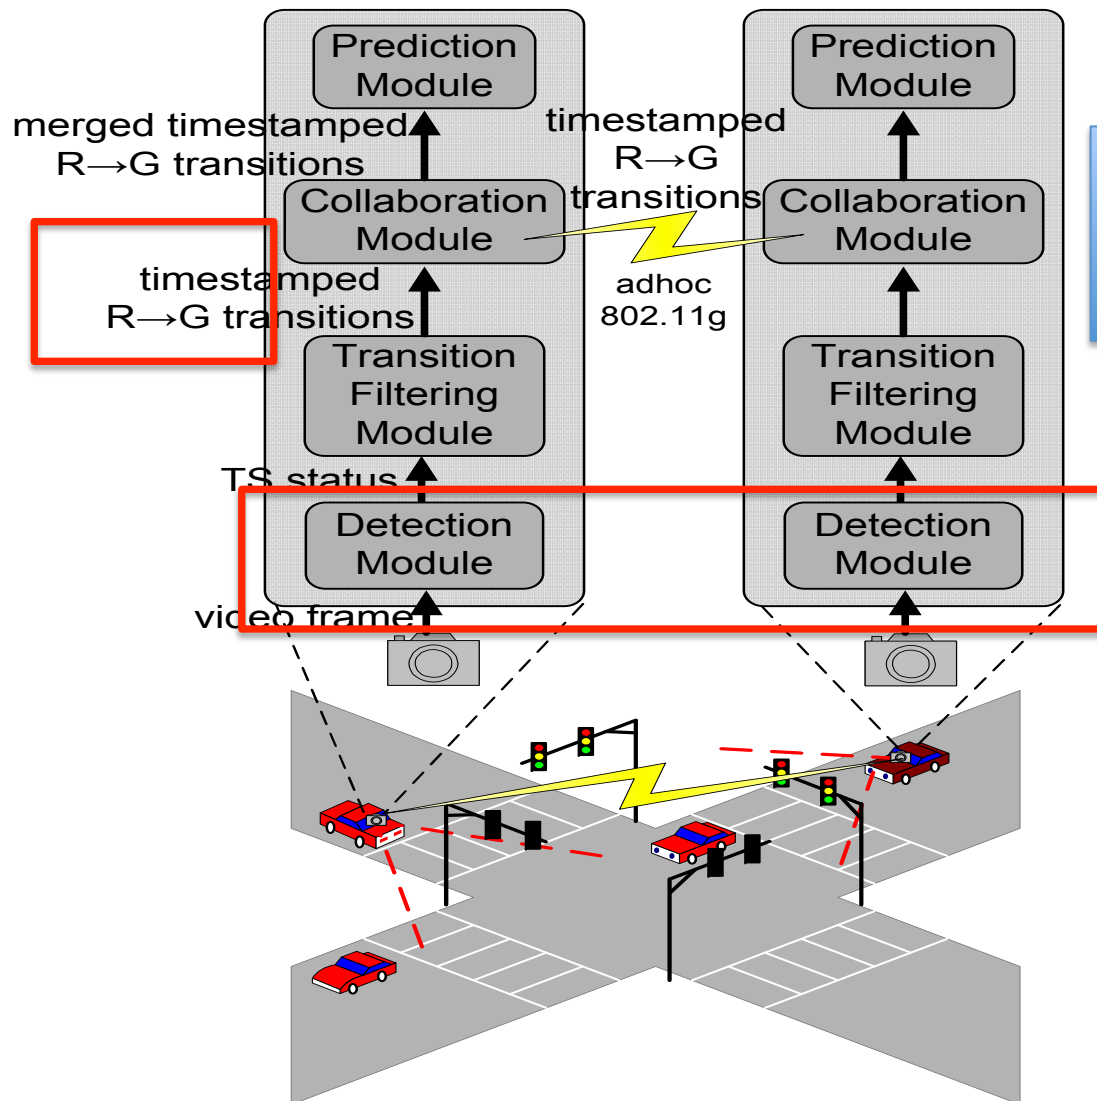 Prediction
Module
Prediction
Module
merged timestamped
R→G transitions
timestamped
R→G
transitions
Collaboration
Module
Collaboration
Module
timestamped
R→G transitions
adhoc
802.11g
Transition
Filtering
Module
Transition
Filtering
Module
TS status
Detection
Module
Detection
Module
video frame